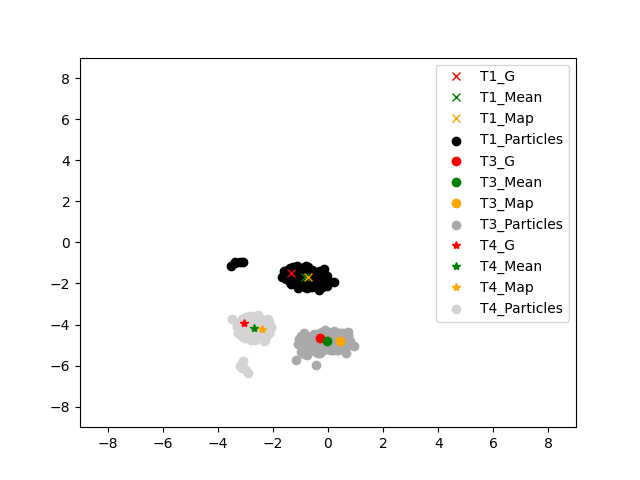 8
6
4
2
0
−2
−4
−6
−8
−8
−6
−4
−2
0
2
4
6
8
T1_G
T1_Mean
T1_Map
T1_Particles
T3_G
T3_Mean
T3_Map
T3_Particles
T4_G
T4_Mean
T4_Map
T4_Particles